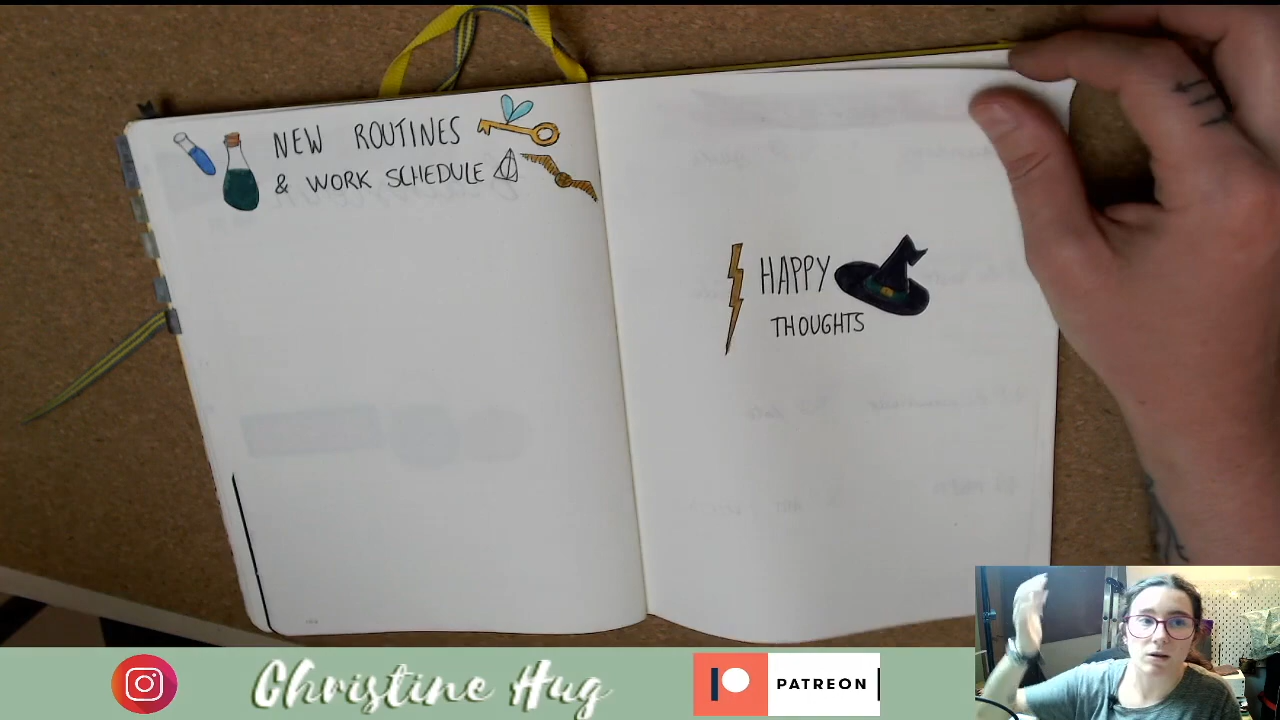 NEW ROUTINES
& WORK SCHEDULE
HAPPY
THOUGHTS
Christine Hug
PATREON